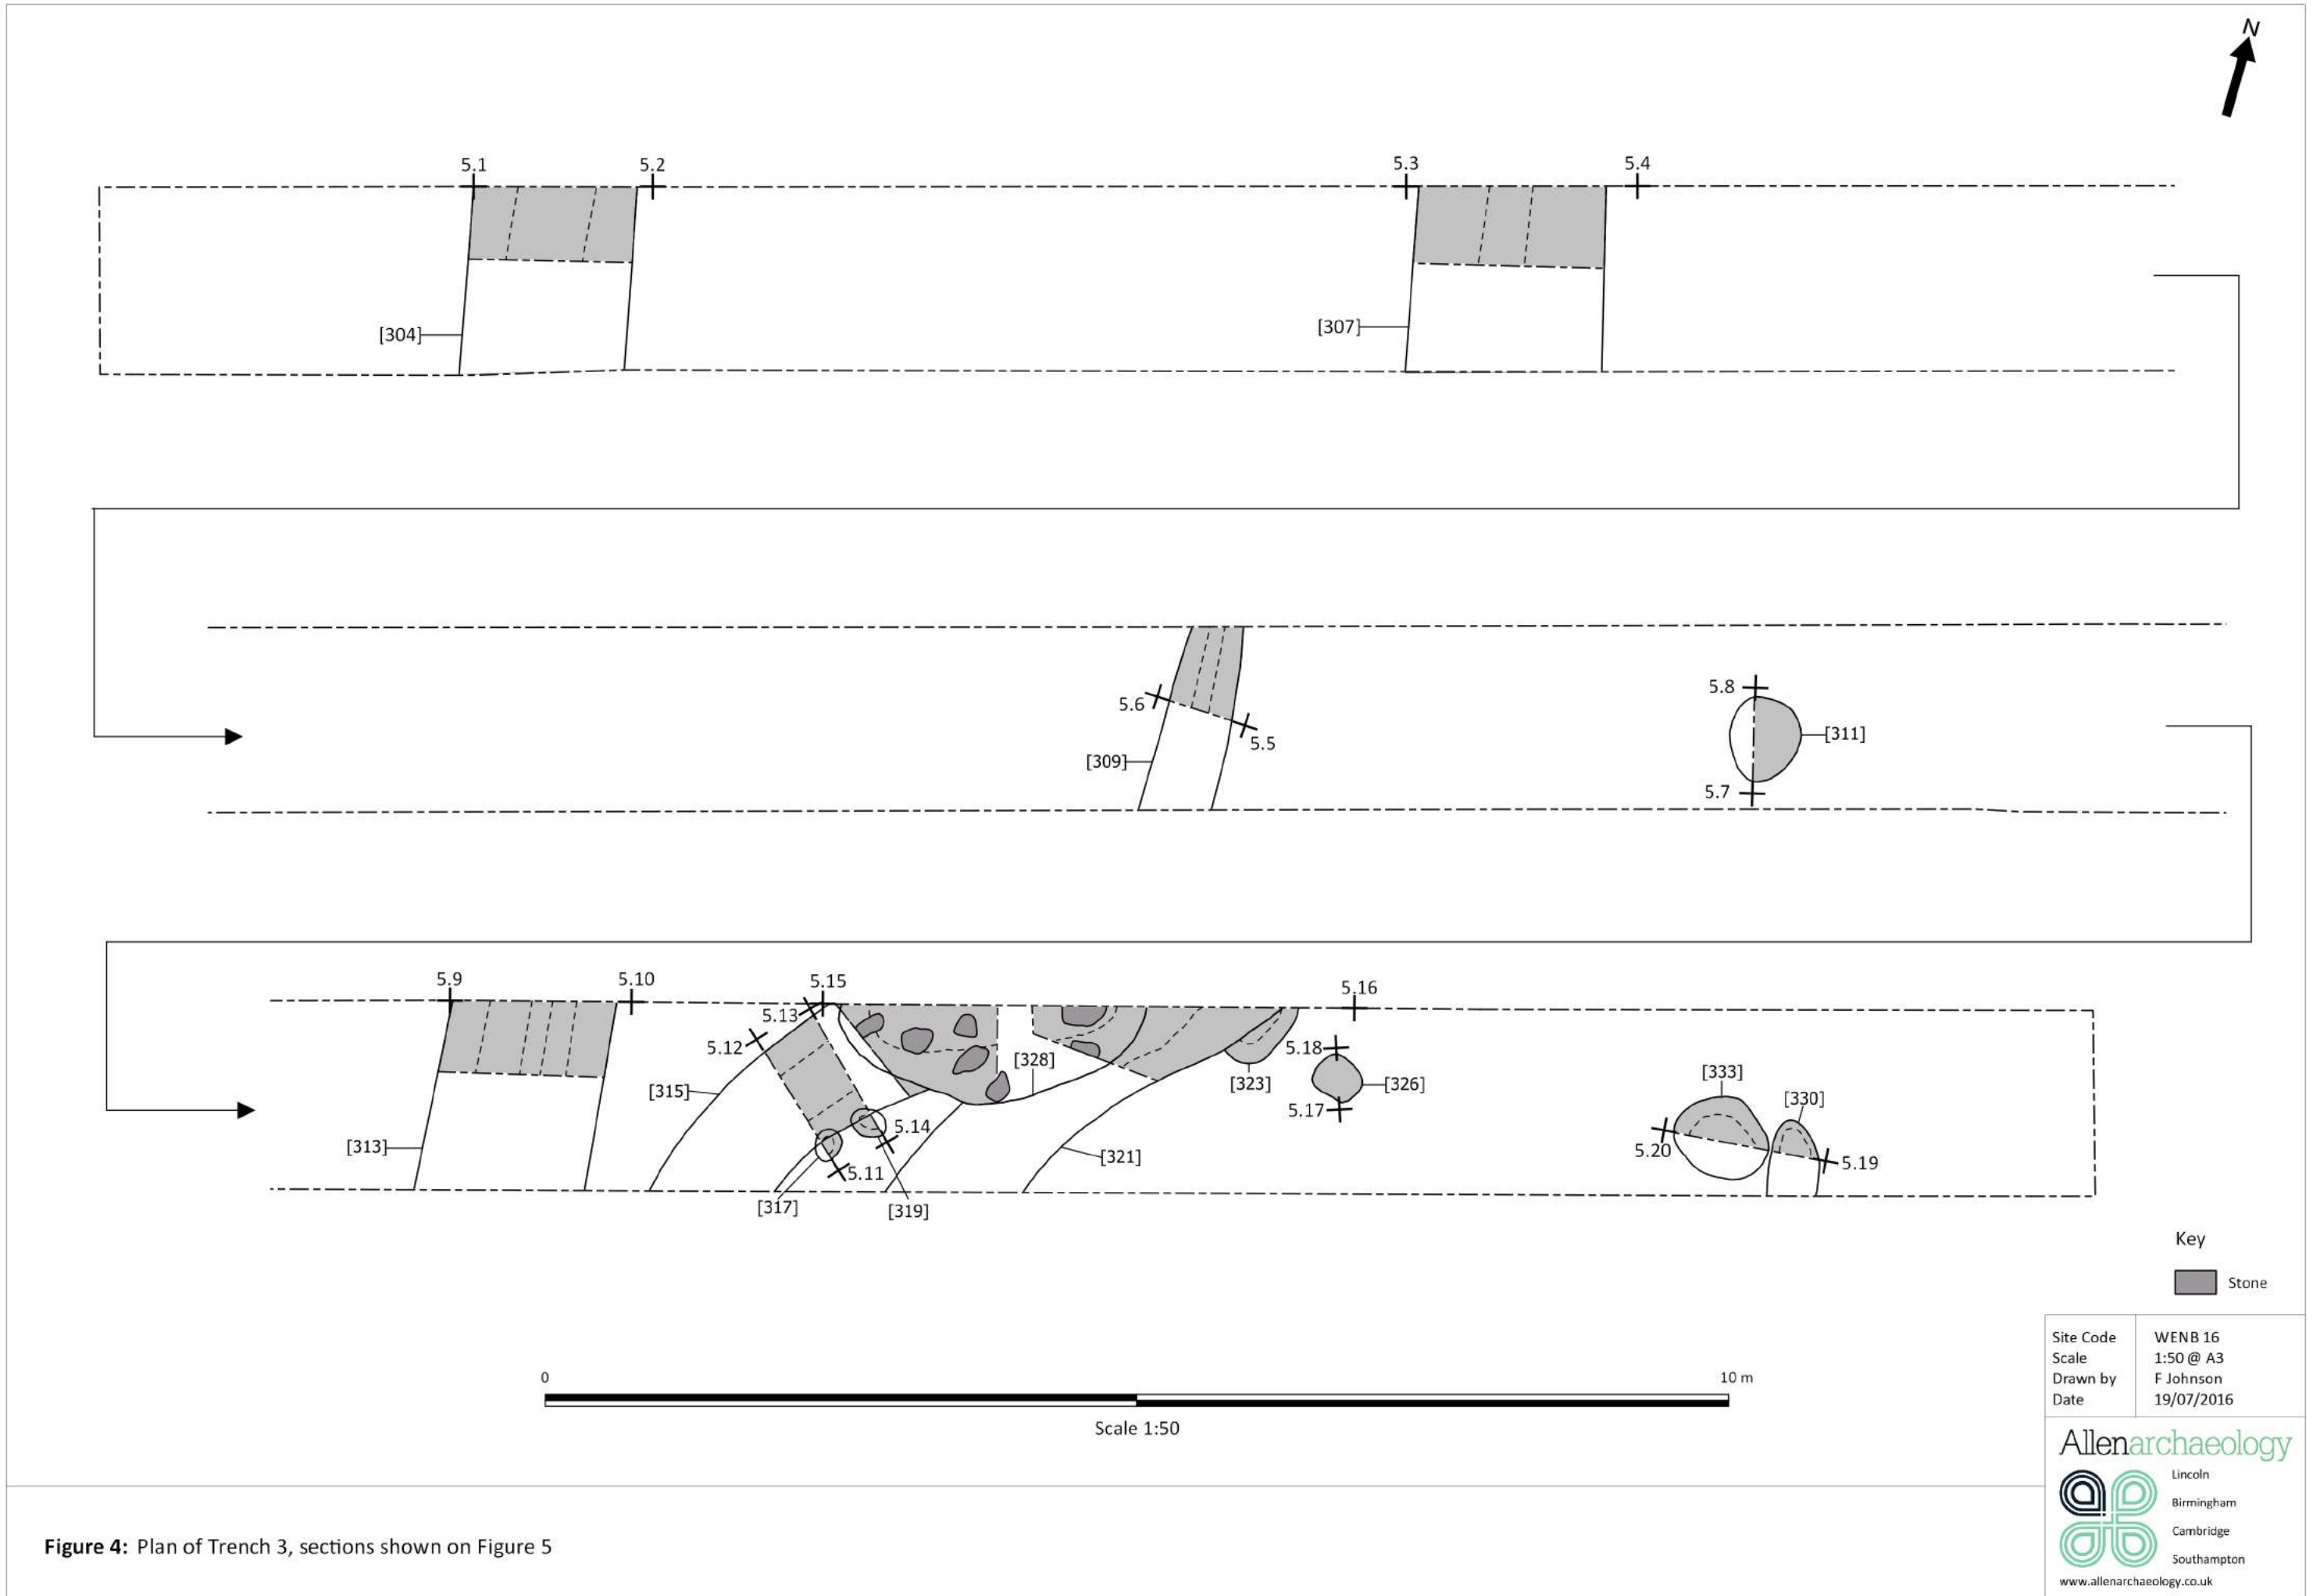 N
5.1
5.2
5.3
5.4
[304]
[307]
5.8
5.6
[311]
5.5
[309]
5.7
5.9
5.10
5.15
5.16
5.13
5.12
5.18
[328]
[315]
[333]
[323]
[326]
[330]
5.17
5.14
[313]
5.20
[321]
5.19
5.11
[317]
[319]
Key
Stone
0
10 m
Scale 1:50
Site Code WENB 16
Scale 1:50 @ A3
Drawn by F Johnson
Date 19/07/2016
Allenarchaeology
Lincoln
Birmingham
Cambridge
Southampton
www.allenarchaeology.co.uk
Figure 4: Plan of Trench 3, sections shown on Figure 5